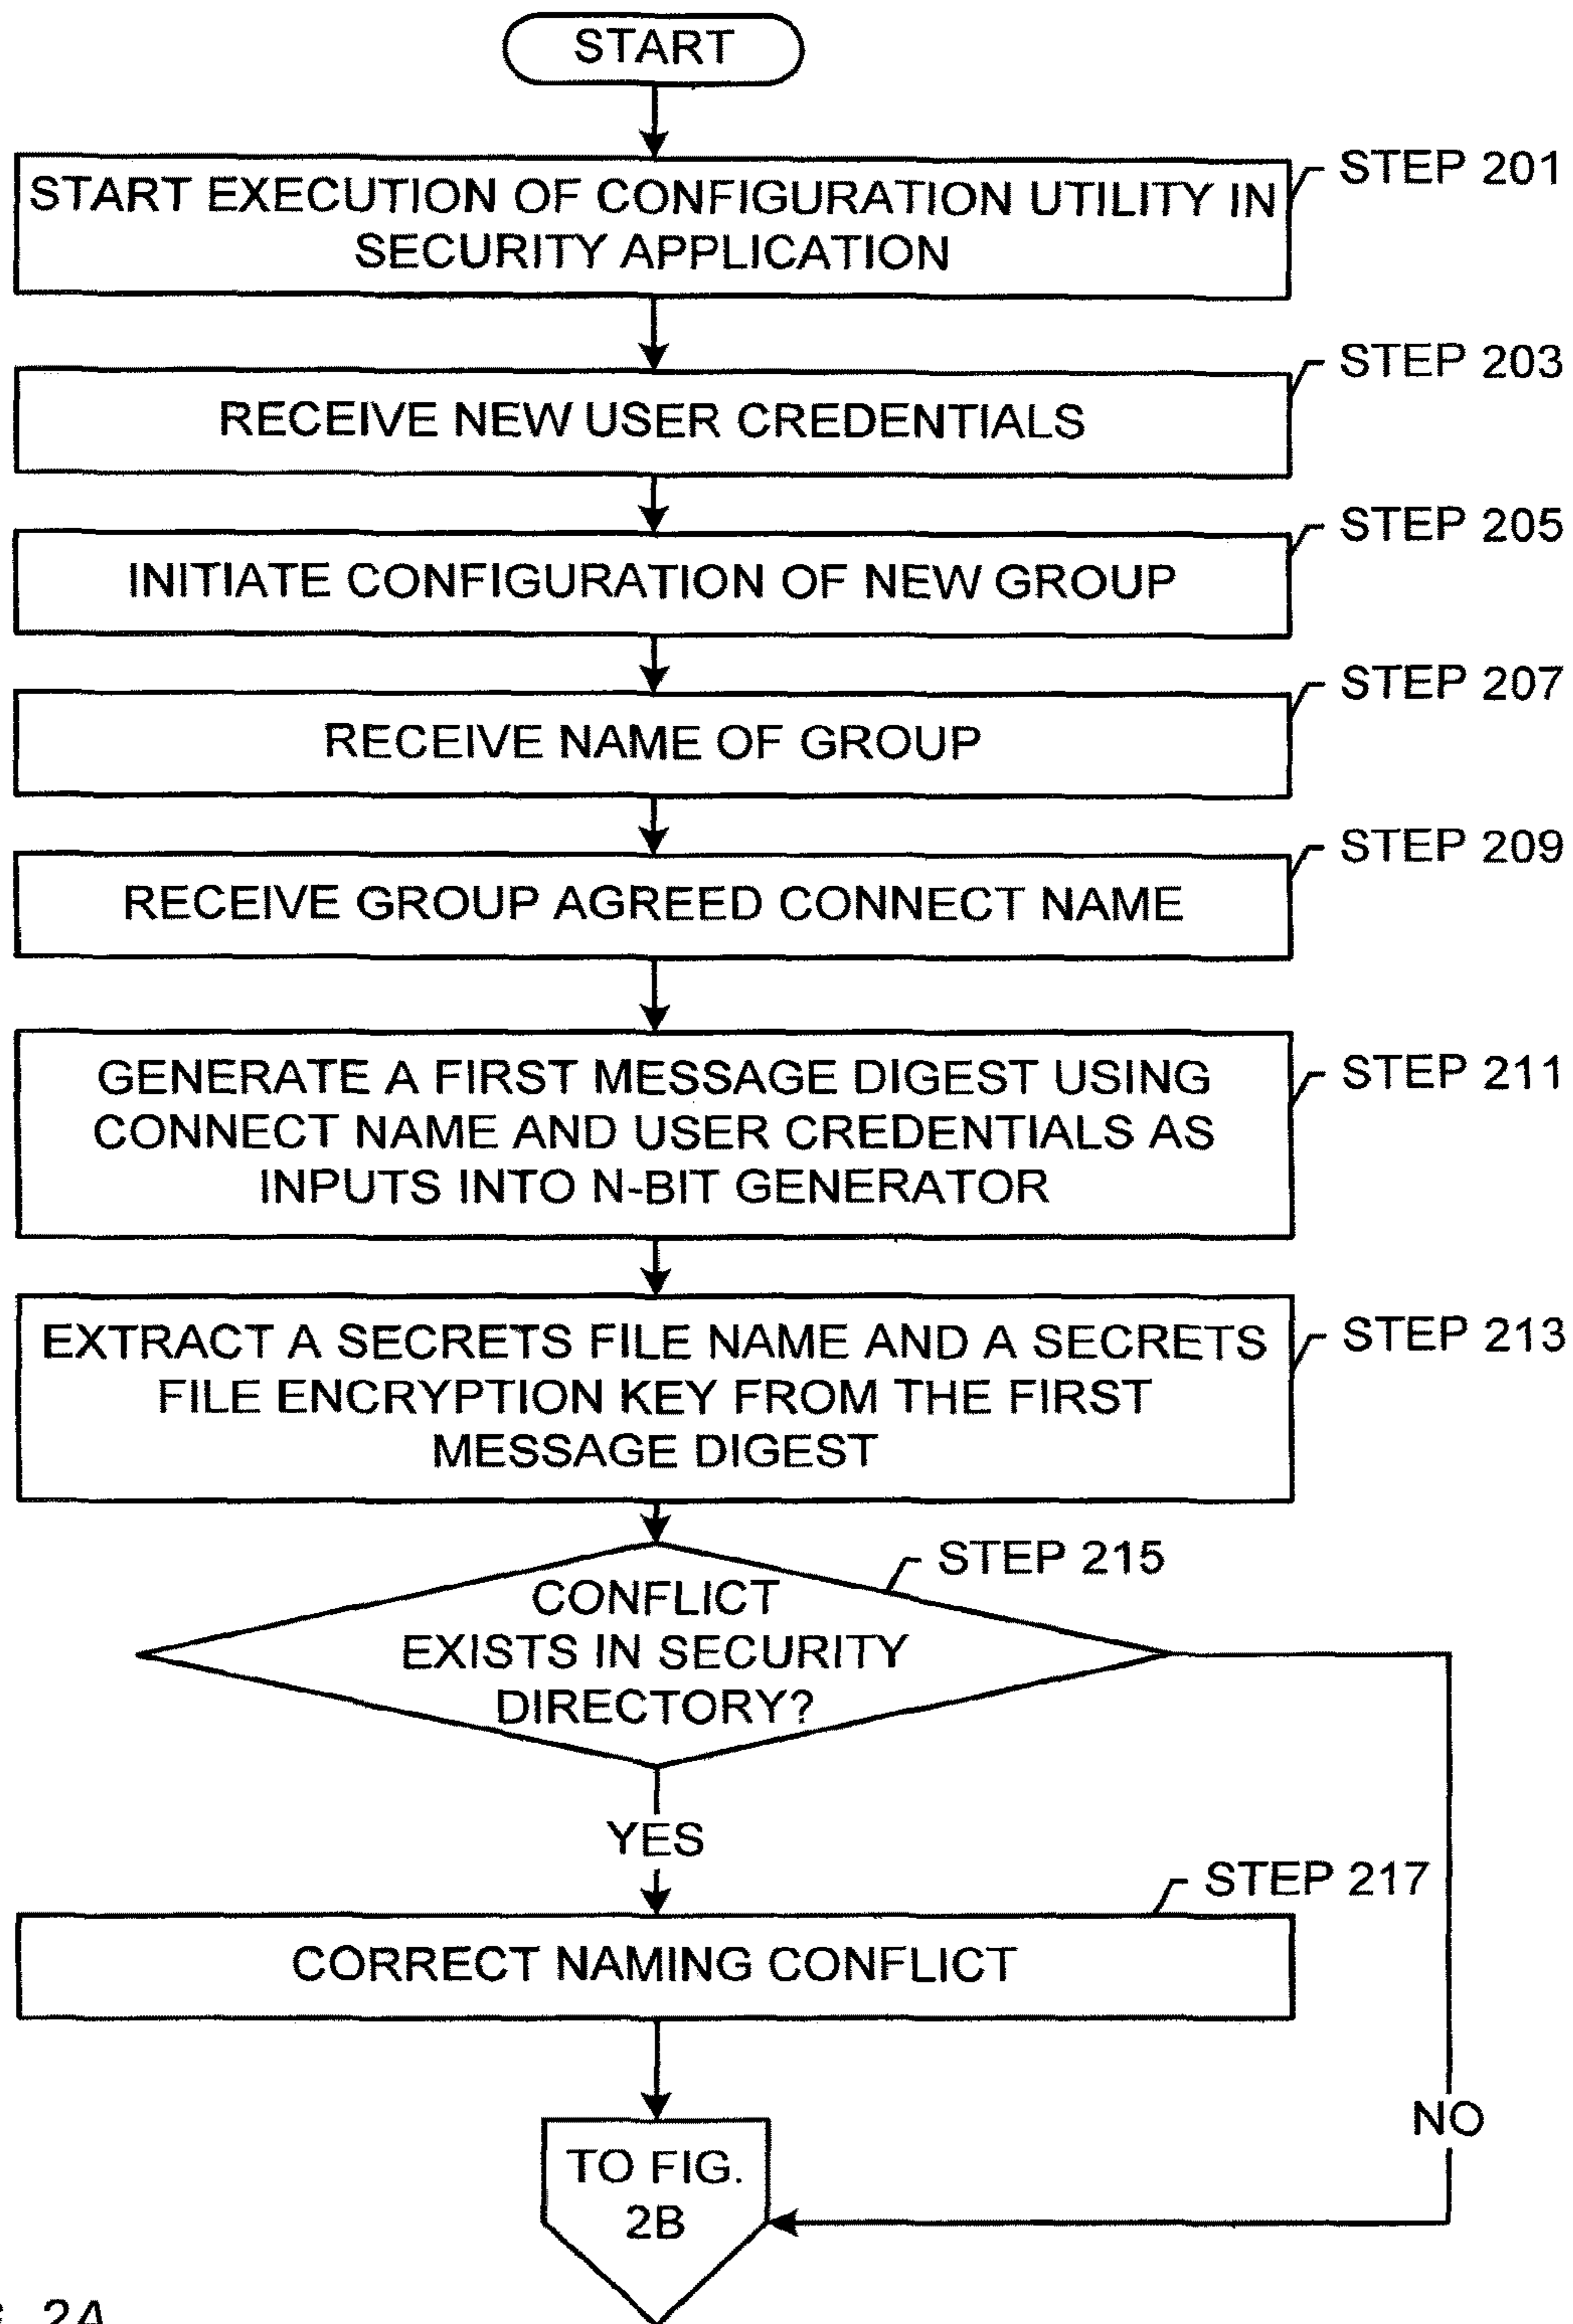 START
STEP 201
START EXECUTION OF CONFIGURATION UTILITY IN
SECURITY APPLICATION
STEP 203
RECEIVE NEW USER CREDENTIALS
STEP 205
INITIATE CONFIGURATION OF NEW GROUP
STEP 207
RECEIVE NAME OF GROUP
STEP 209
RECEIVE GROUP AGREED CONNECT NAME
STEP 211
GENERATE A FIRST MESSAGE DIGEST USING
CONNECT NAME AND USER CREDENTIALS AS
INPUTS INTO N-BIT GENERATOR
STEP 213
EXTRACT A SECRETS FILE NAME AND A SECRETS
FILE ENCRYPTION KEY FROM THE FIRST
MESSAGE DIGEST
STEP 215
CONFLICT
EXISTS IN SECURITY
DIRECTORY?
YES
STEP 217
CORRECT NAMING CONFLICT
NO
TO FIG.
2B
2A